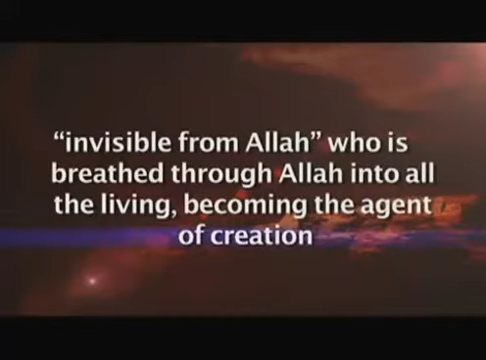 “invisible from Allah” who is
breathed through Allah into all
the living, becoming the agent
of creation